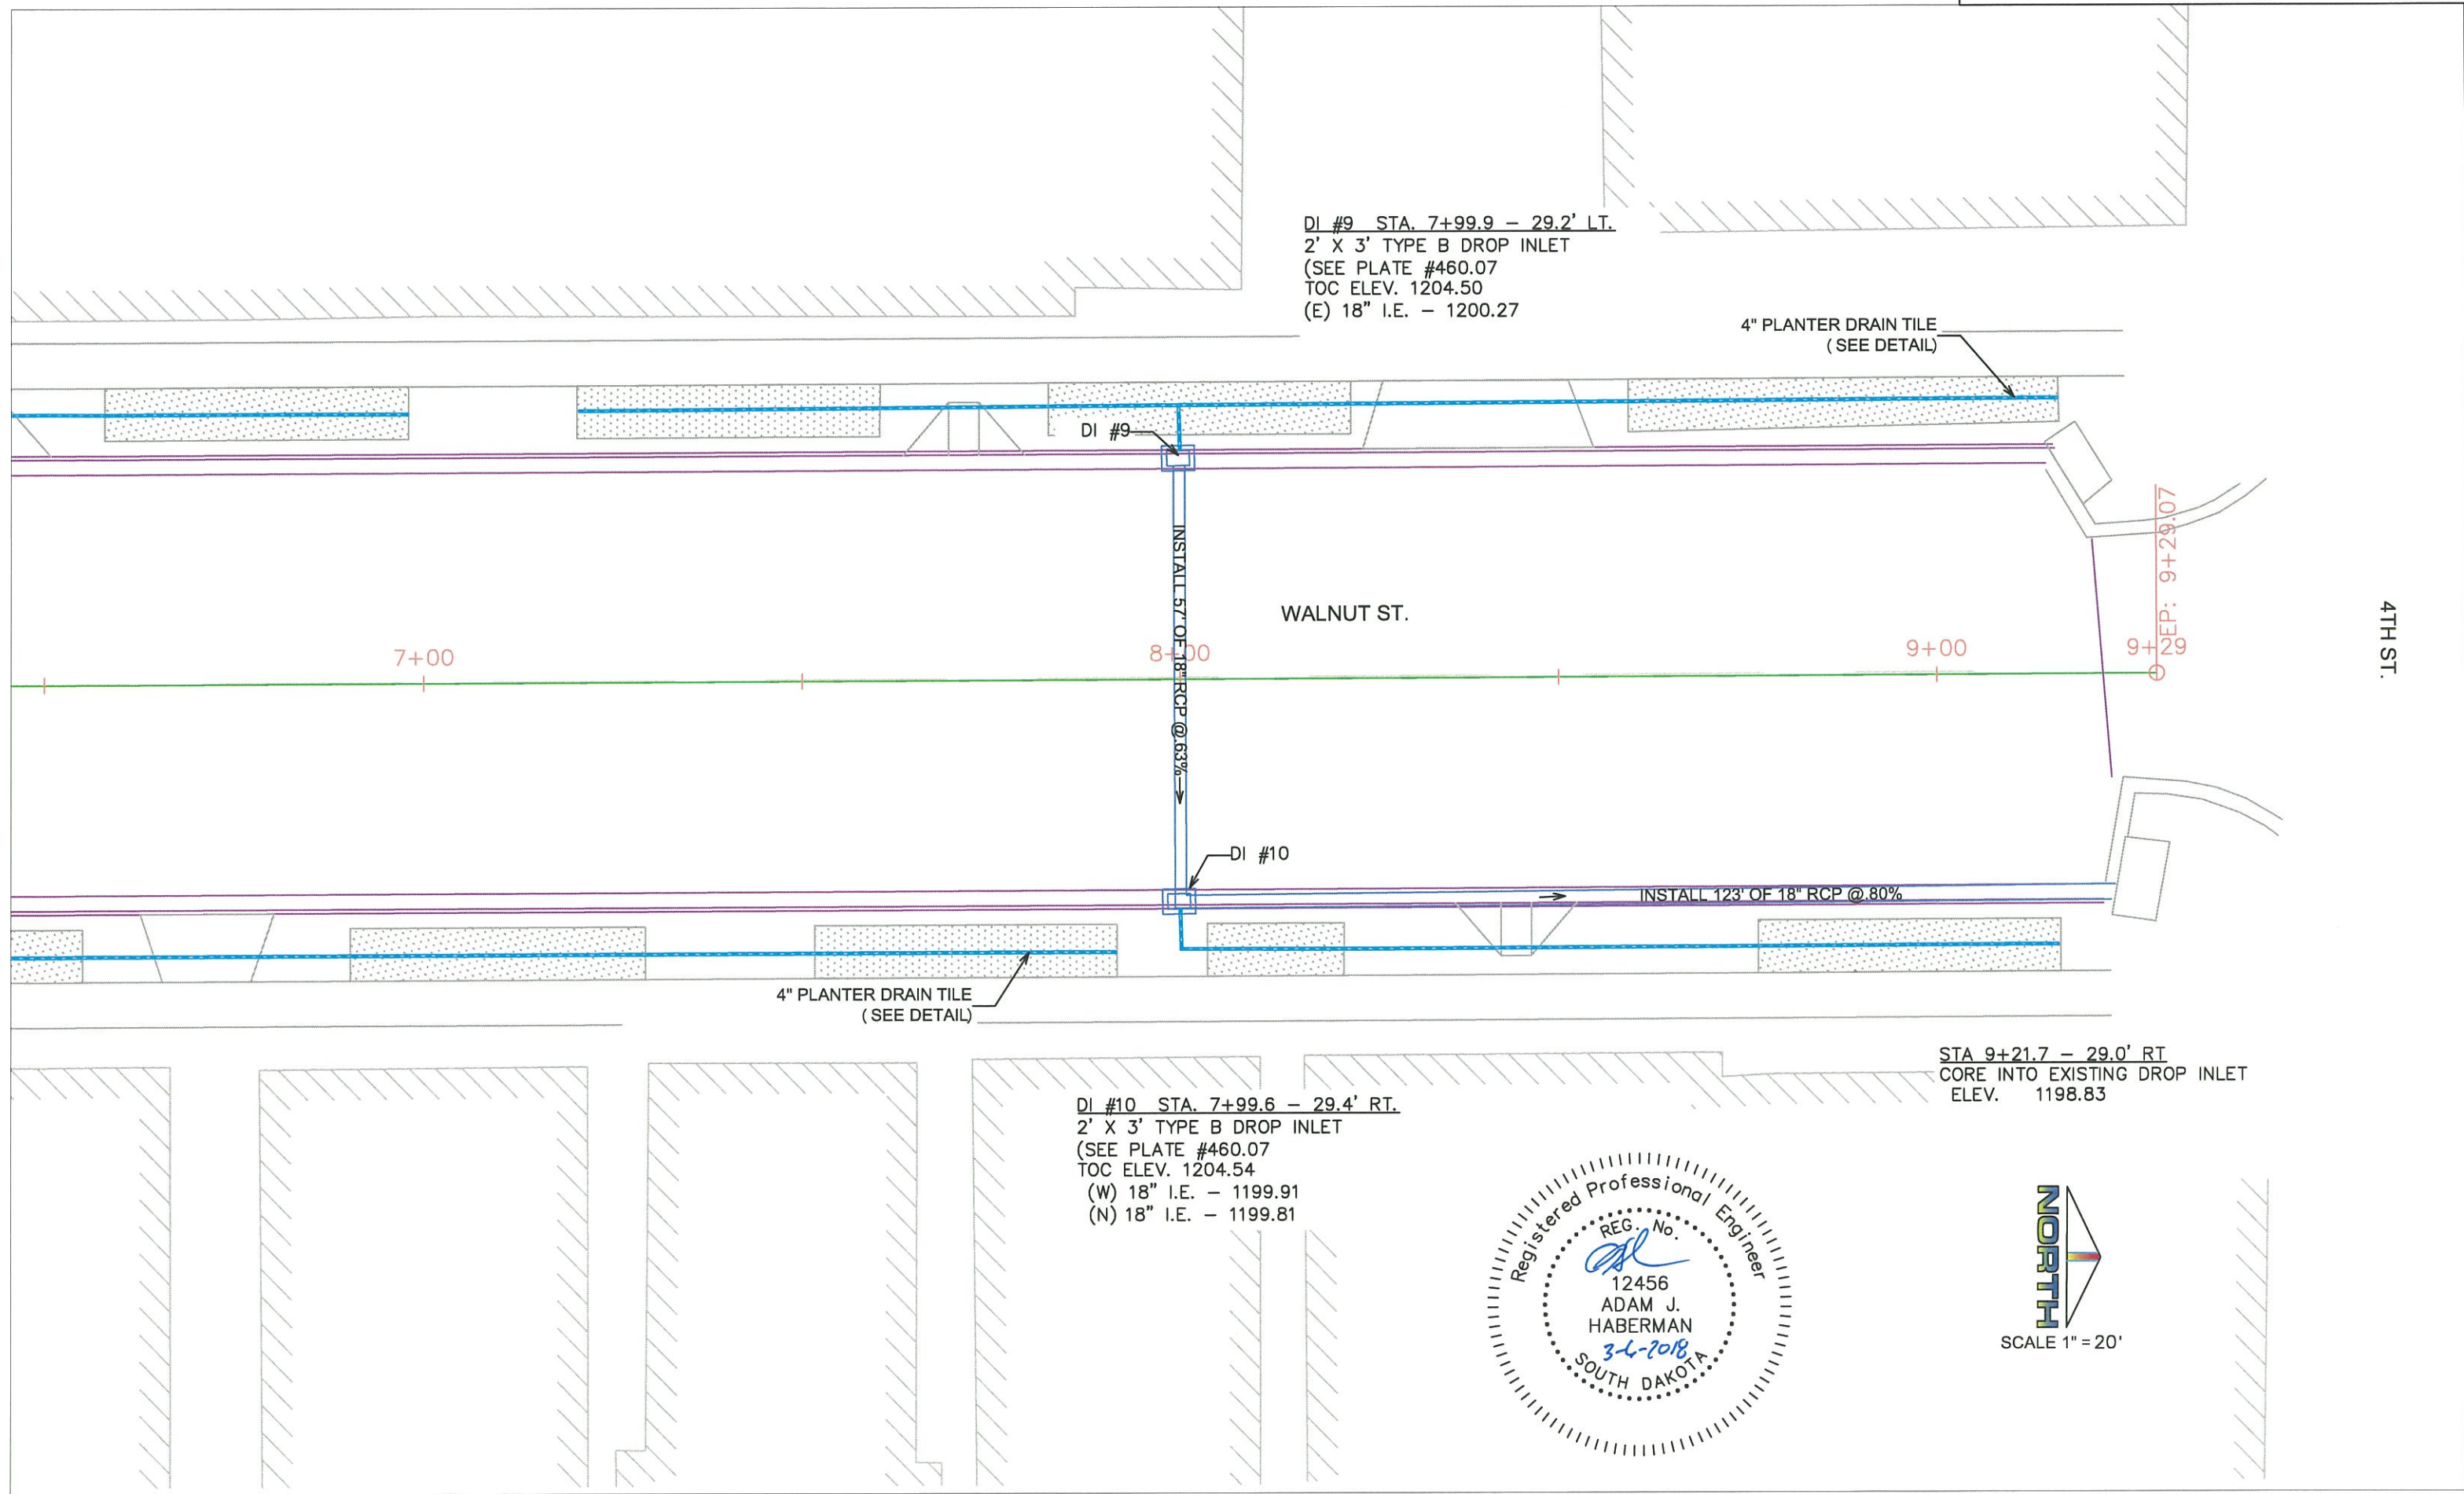 DI #9 STA. 7+99.9 – 29.2' LT.
2' X 3' TYPE B DROP INLET
(SEE PLATE #460.07
TOC ELEV. 1204.50
(E) 18" I.E. – 1200.27
4" PLANTER DRAIN TILE
( SEE DETAIL)
DI #9
INSTALL 57' OF 18" RCP @.63%
WALNUT ST.
7+00
8+00
9+00
9+29
EP: 9+29.07
4TH ST.
DI #10
INSTALL 123' OF 18" RCP @.80%
4" PLANTER DRAIN TILE
( SEE DETAIL)
STA 9+21.7 – 29.0' RT
CORE INTO EXISTING DROP INLET
ELEV. 1198.83
DI #10 STA. 7+99.6 – 29.4' RT.
2' X 3' TYPE B DROP INLET
(SEE PLATE #460.07
TOC ELEV. 1204.54
(W) 18" I.E. – 1199.91
(N) 18" I.E. – 1199.81
Registered Professional Engineer
REG. No.
12456
ADAM J.
HABERMAN
3-6-2018
SOUTH DAKOTA
NORTH
SCALE 1" = 20'